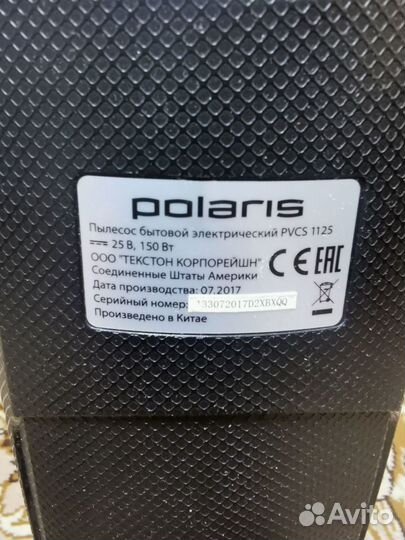 polaris
Пылесос бытовой электрический PVCS 1125
25 В, 150 Вт
ООО "ТЕКСТОН КОРПОРЕЙШН"
Соединенные Штаты Америки
CE EAC
Дата производства: 07.2017
Серийный номер:
Произведено в Китае
Avito